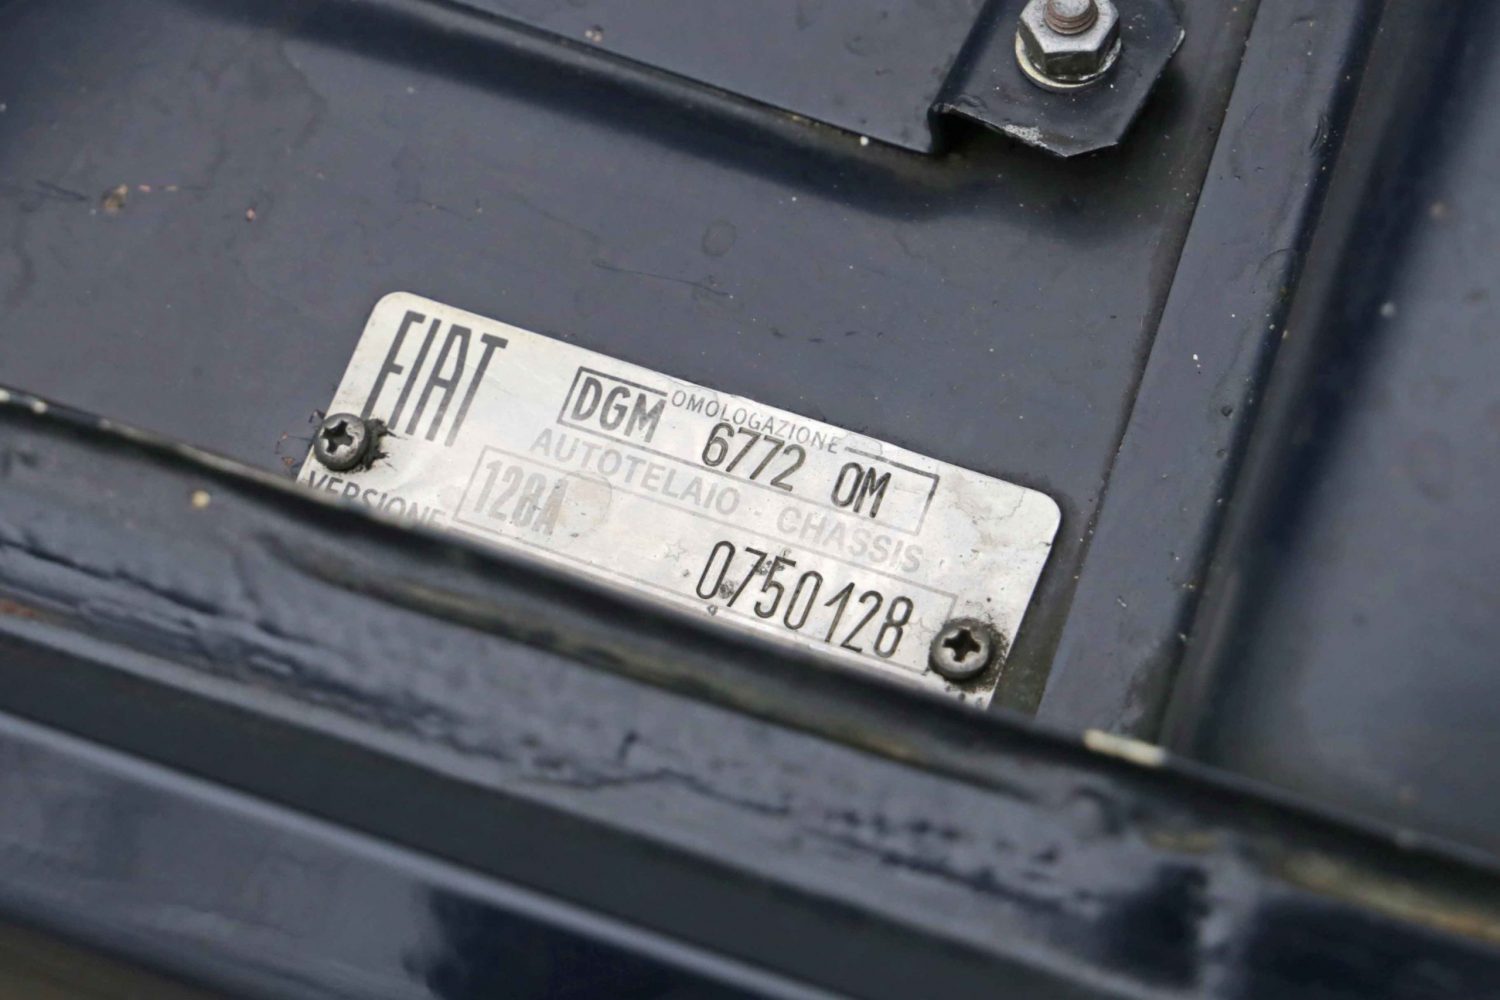 FIAT
OMOLOGAZIONE
DGM 6772 OM
AUTOTELAIO - CHASSIS
128A 0750128
VERSIONE